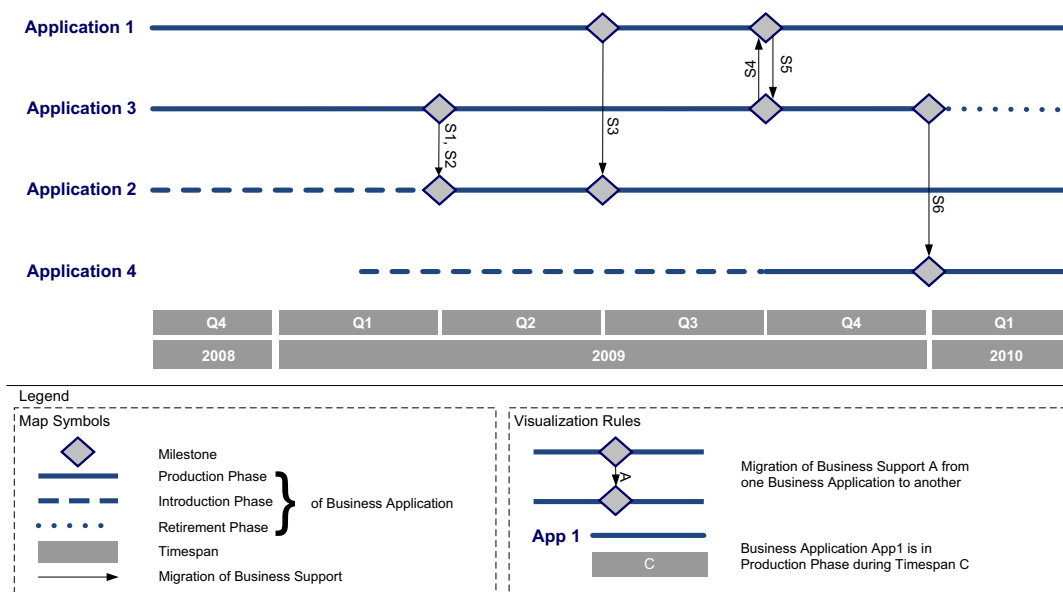 Application 1
S4
S5
Application 3
S1, S2
S3
Application 2
S6
Application 4
Q4
Q1
Q2
Q3
Q4
Q1
2008
2009
2010
Legend
Map Symbols
Milestone
Production Phase
Introduction Phase
of Business Application
Retirement Phase
Timespan
Migration of Business Support
Visualization Rules
A
Migration of Business Support A from
one Business Application to another
App 1
C
Business Application App1 is in
Production Phase during Timespan C